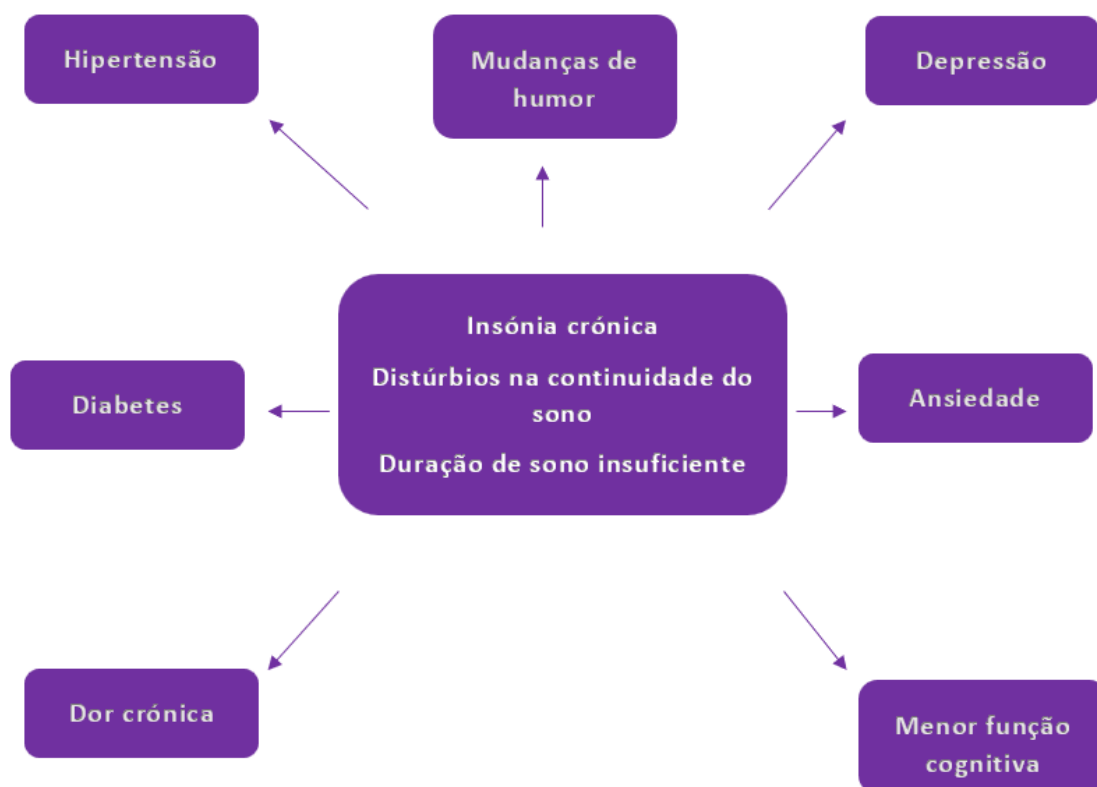 Hipertensão
Mudanças de
humor
Depressão
Insónia crónica
Distúrbios na continuidade do
sono
Duração de sono insuficiente
Diabetes
Ansiedade
Dor crónica
Menor função
cognitiva